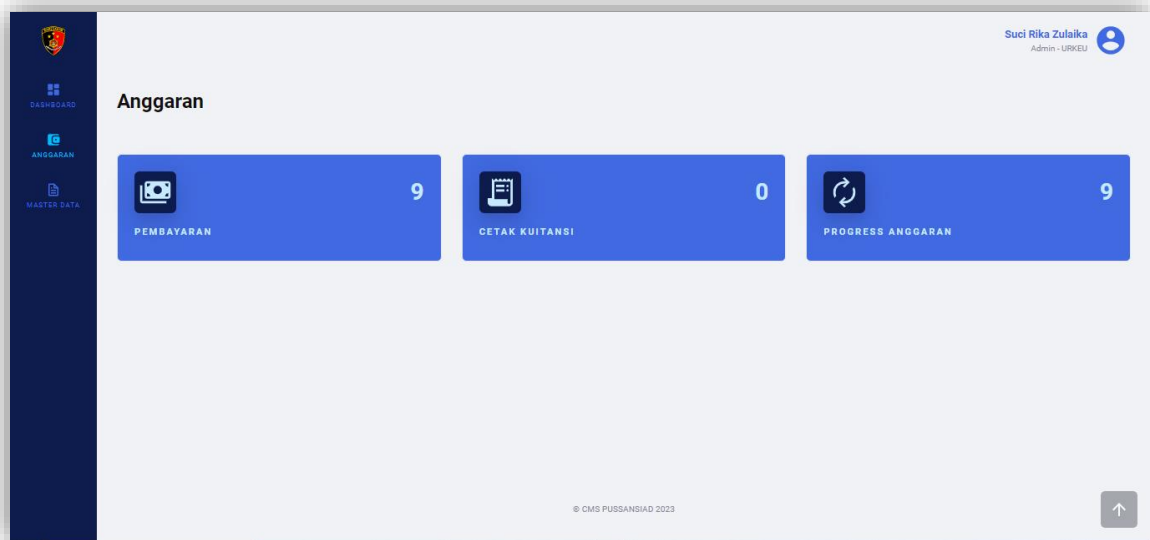 Suci Rika Zulaika
Admin - URKEU
DASHBOARD
ANGGARAN
MASTER DATA
Anggaran
9
PEMBAYARAN
0
CETAK KUITANSI
9
PROGRESS ANGGARAN
© CMS PUSSANSIAD 2023